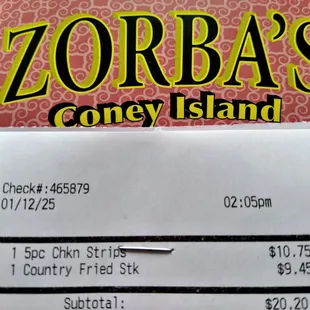 ZORBA'S
Coney Island
Check#:465879
01/12/25 02:05pm
1 5pc Chkn Strips $10.75
1 Country Fried Stk $9.45
Subtotal: $20.20